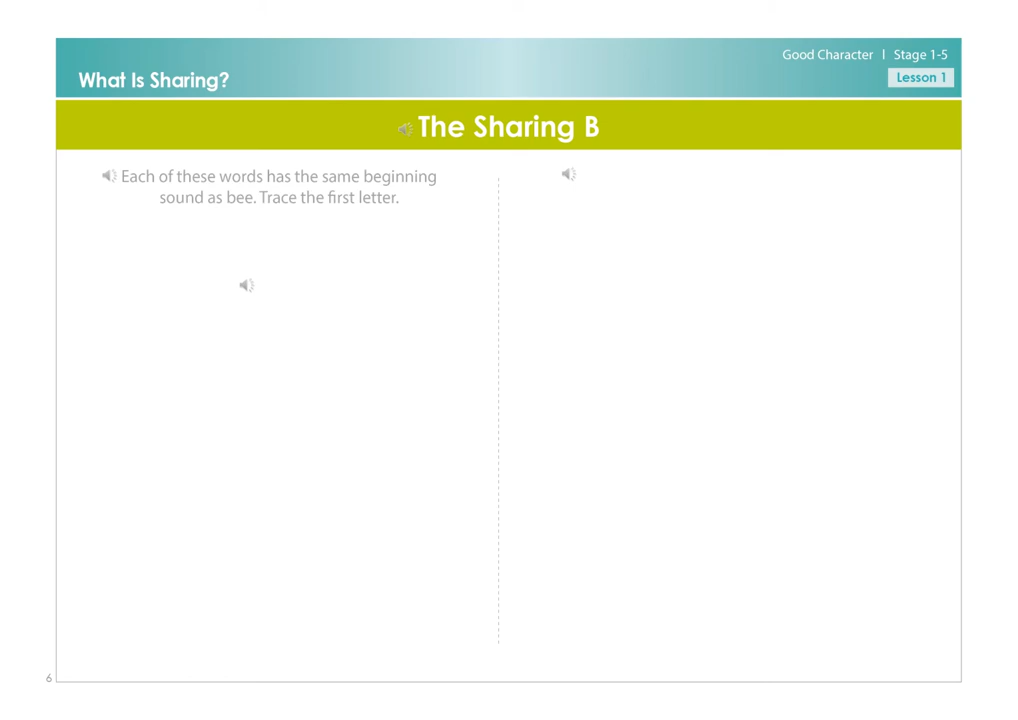 Good Character | Stage 1-5
What Is Sharing?
Lesson 1
The Sharing B
Each of these words has the same beginning
sound as bee. Trace the first letter.
6